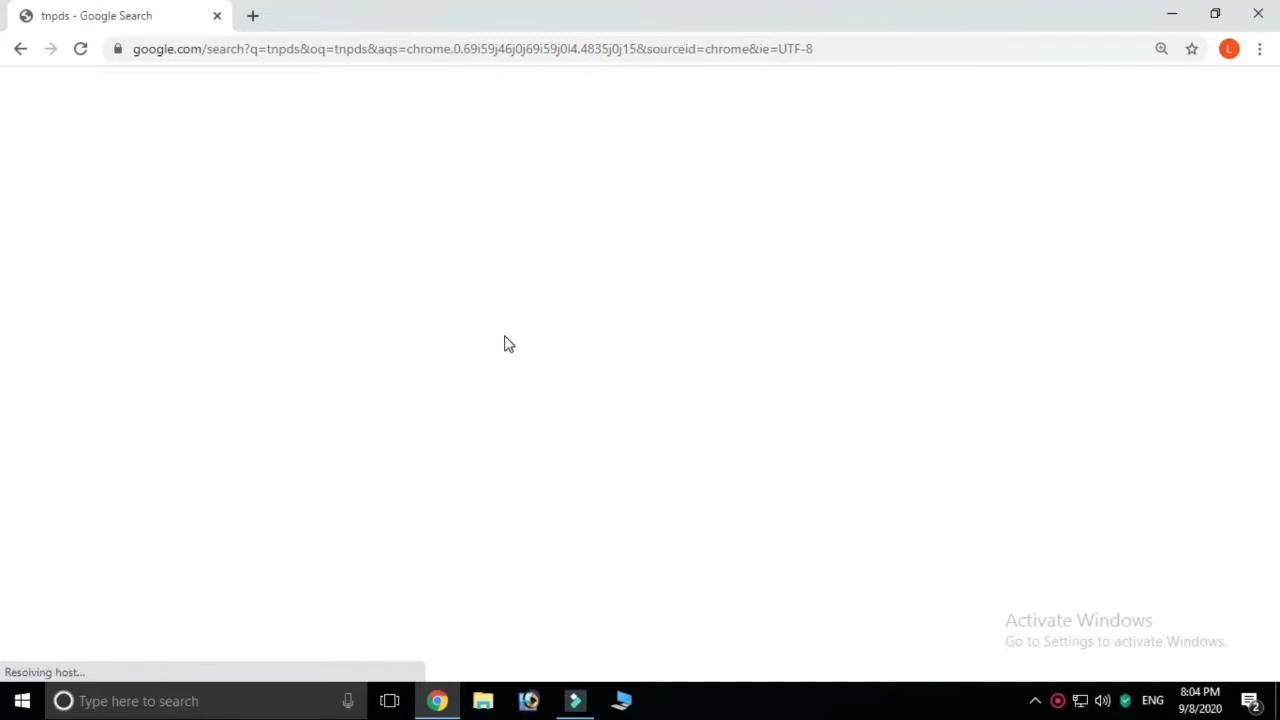 tnpds - Google Search
google.com/search?q=tnpds&oq=tnpds&aqs=chrome.0.69i59j46j0j69i59j0l4.4835j0j15&sourceid=chrome&ie=UTF-8
L
Activate Windows
Go to Settings to activate Windows.
Resolving host...
Type here to search
ENG
8:04 PM
9/8/2020
2